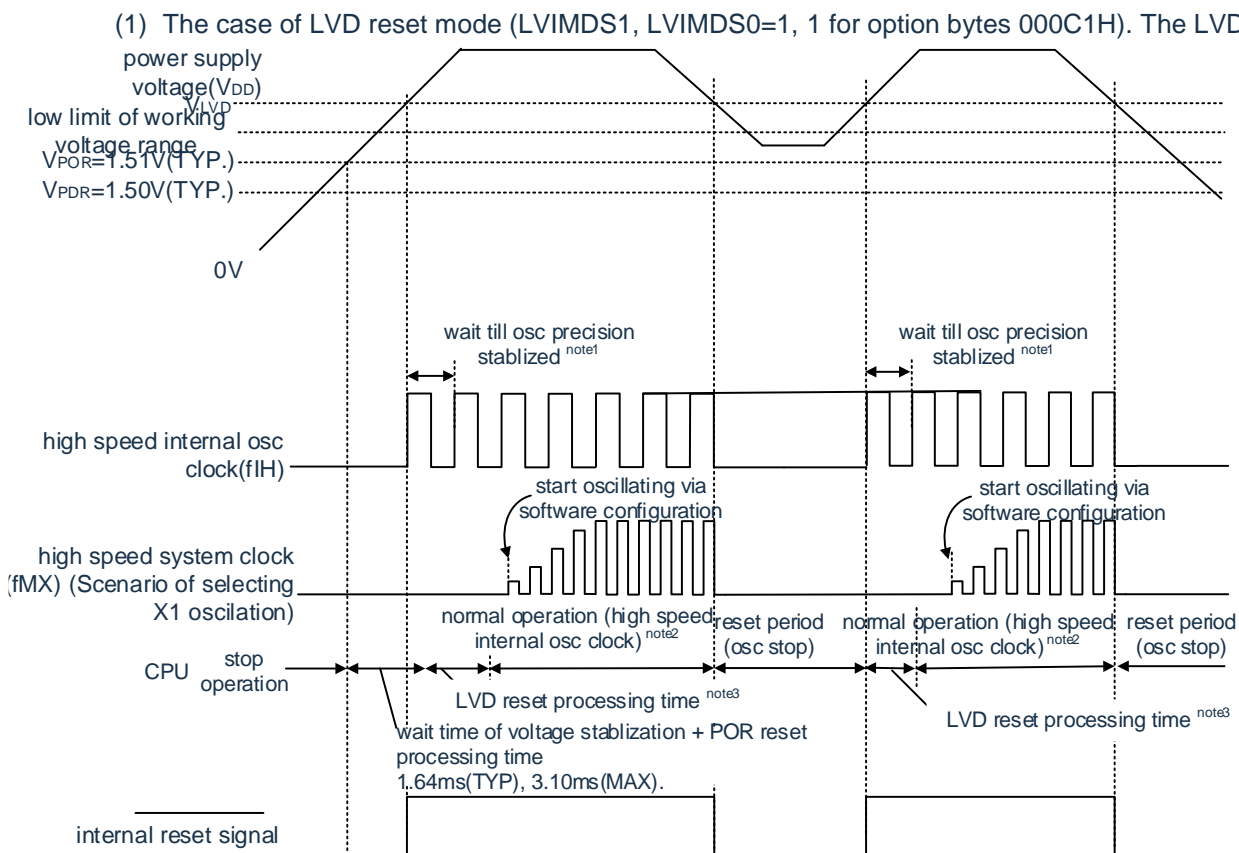 (1) The case of LVD reset mode (LVIMDS1, LVIMDS0=1, 1 for option bytes 000C1H). The LVD
power supply
voltage(VDD)
VLVD
low limit of working
voltage range
VPOR=1.51V(TYP.)
VPDR=1.50V(TYP.)
0V
wait till osc precision
stablized note1
wait till osc precision
stablized note1
high speed internal osc
clock(fIH)
start oscillating via
software configuration
start oscillating via
software configuration
high speed system clock
(fMX) (Scenario of selecting
X1 oscilation)
normal operation (high speed
internal osc clock) note2
reset period
(osc stop)
normal operation (high speed
internal osc clock) note2
reset period
(osc stop)
CPU
stop
operation
LVD reset processing time note3
LVD reset processing time note3
wait time of voltage stablization + POR reset
processing time
1.64ms(TYP), 3.10ms(MAX).
internal reset signal